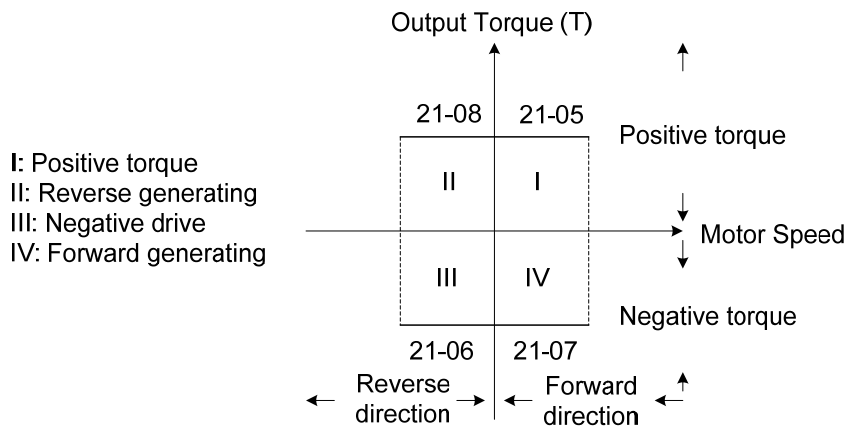 Output Torque (T)
21-08
21-05
Positive torque
I: Positive torque
II: Reverse generating
III: Negative drive
IV: Forward generating
II
I
Motor Speed
III
IV
Negative torque
21-06
21-07
Reverse
direction
Forward
direction